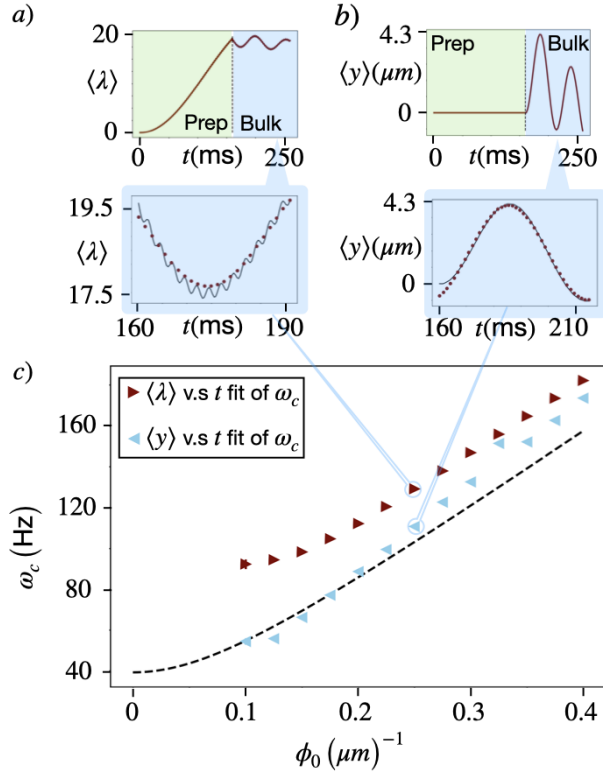 a)
20
⟨λ⟩
0
Prep
Bulk
0
t(ms)
250
b)
4.3
⟨y⟩(μm)
0
Prep
Bulk
0
t(ms)
250
19.5
⟨λ⟩
17.5
160
t(ms)
190
4.3
⟨y⟩(μm)
0
160
t(ms)
210
c)
⟨λ⟩ v.s t fit of ω_c
⟨y⟩ v.s t fit of ω_c
160
120
80
40
ω_c (Hz)
0
0.1
0.2
0.3
0.4
ϕ_0 (μm)^{-1}